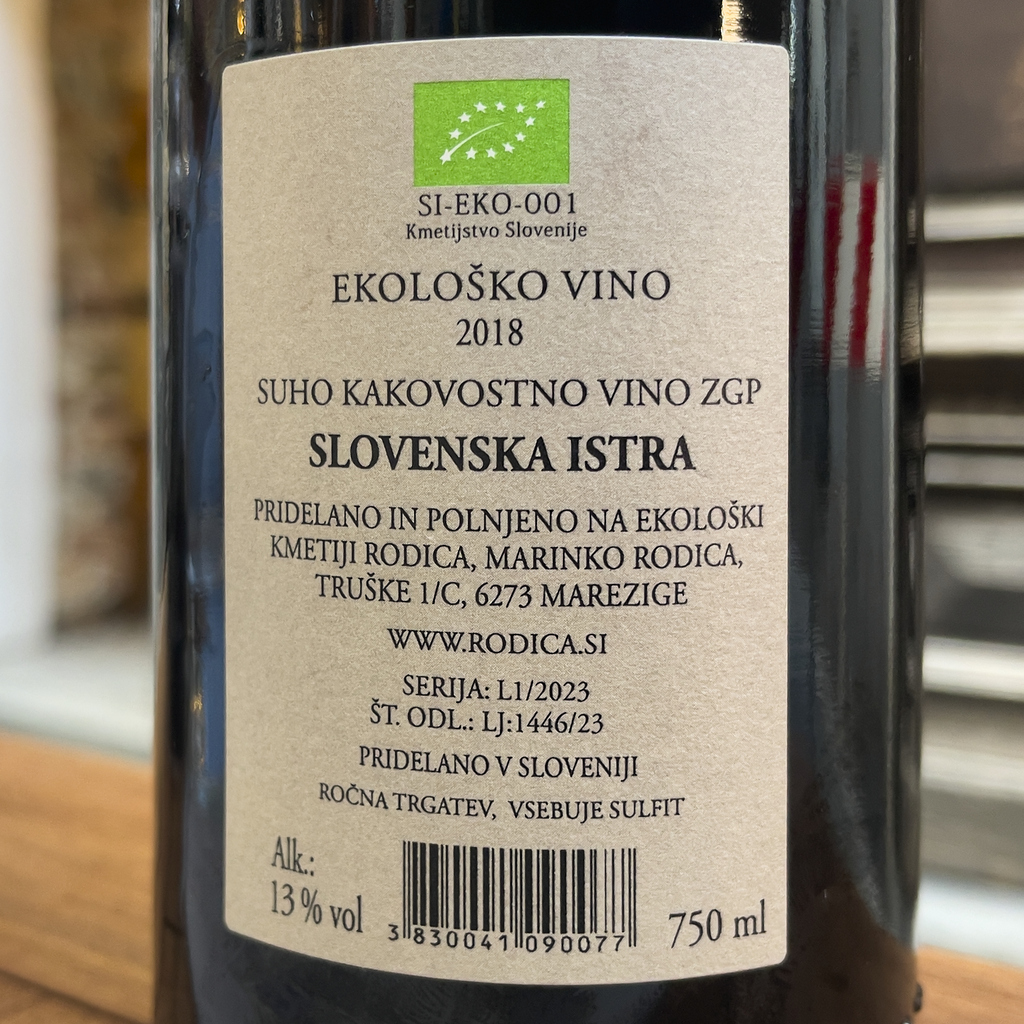 SI-EKO-001
Kmetijstvo Slovenije
EKOLOŠKO VINO
2018
SUHO KAKOVOSTNO VINO ZGP
SLOVENSKA ISTRA
PRIDELANO IN POLNJENO NA EKOLOŠKI
KMETIJI RODICA, MARINKO RODICA,
TRUŠKE 1/C, 6273 MAREZIGE
WWW.RODICA.SI
SERIJA: L1/2023
ŠT. ODL.: LJ:1446/23
PRIDELANO V SLOVENIJI
ROČNA TRGATEV, VSEBUJE SULFIT
Alk.:
13 % vol
3 830041 090077
750 ml